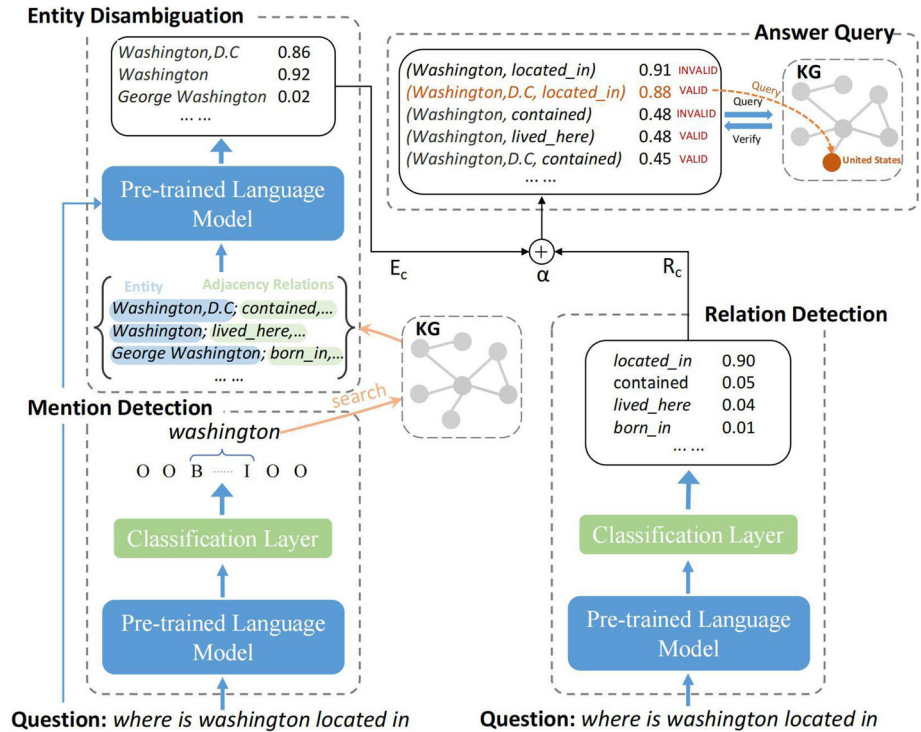 Entity Disambiguation
Washington,D.C 0.86
Washington 0.92
George Washington 0.02
... ...
Pre-trained Language
Model
Entity Adjacency Relations
Washington,D.C; contained,...
Washington; lived_here,...
George Washington; born_in,...
... ...
KG
search
Mention Detection
washington
O O B ...... I O O
Classification Layer
Pre-trained Language
Model
Question: where is washington located in
Answer Query
(Washington, located_in) 0.91 INVALID
(Washington,D.C, located_in) 0.88 VALID
(Washington, contained) 0.48 INVALID
(Washington, lived_here) 0.48 VALID
(Washington,D.C, contained) 0.45 VALID
... ...
Query
Query
Verify
KG
United States
E_c
α
R_c
Relation Detection
located_in 0.90
contained 0.05
lived_here 0.04
born_in 0.01
... ...
Classification Layer
Pre-trained Language
Model
Question: where is washington located in